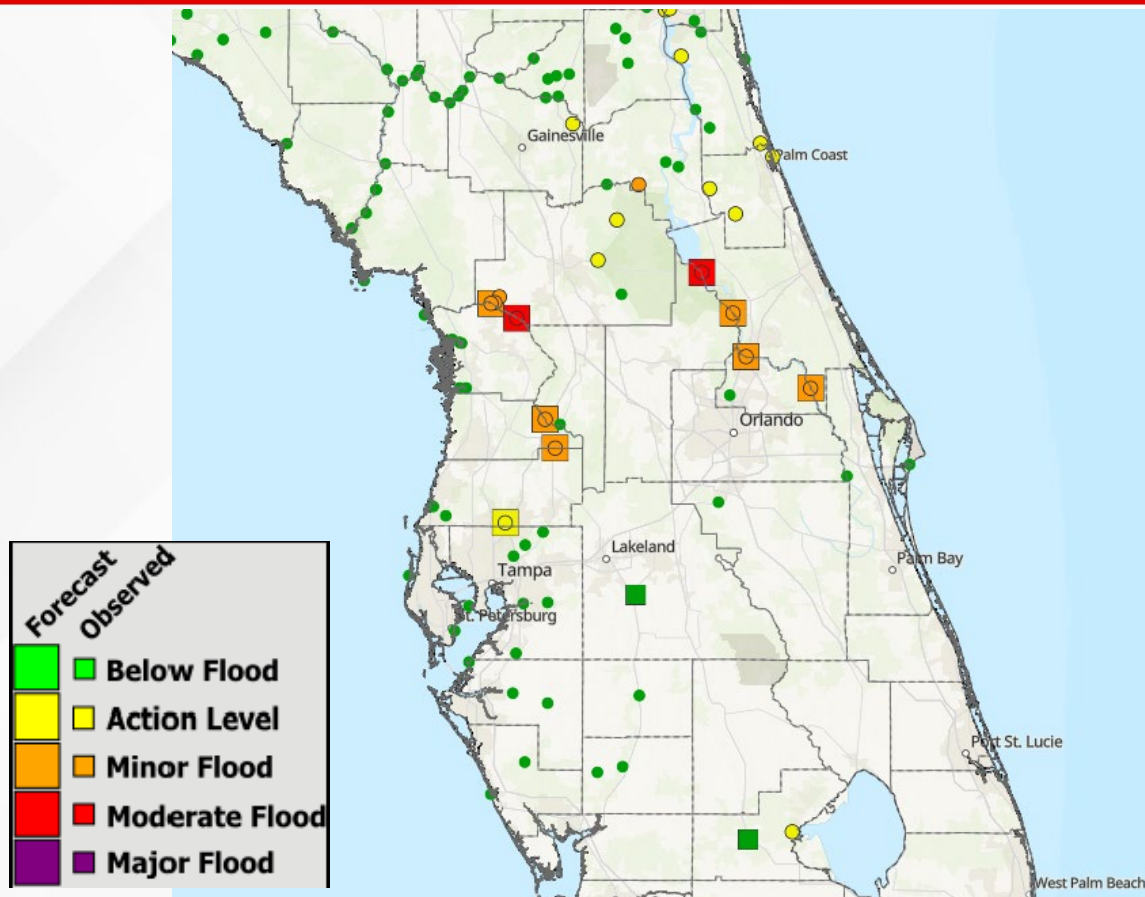 Gainesville
Palm Coast
Orlando
Lakeland
Palm Bay
Tampa
St. Petersburg
Port St. Lucie
West Palm Beach
Forecast
Observed
Below Flood
Action Level
Minor Flood
Moderate Flood
Major Flood